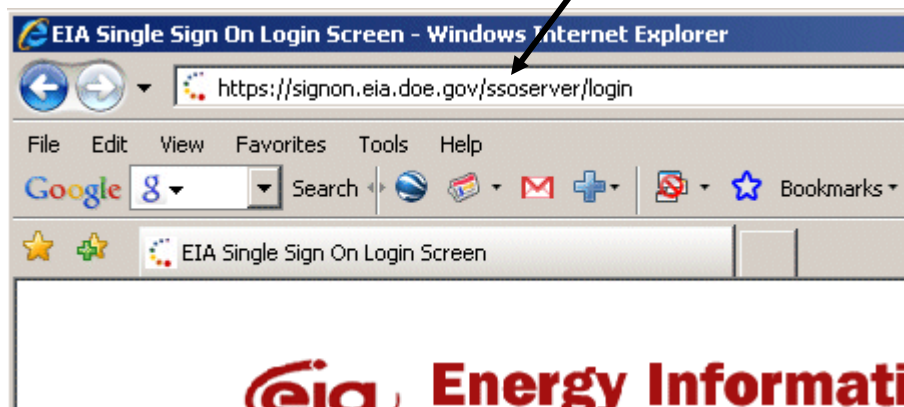 EIA Single Sign On Login Screen - Windows Internet Explorer
https://signon.eia.doe.gov/ssoserver/login
File Edit View Favorites Tools Help
Google Search Bookmarks
EIA Single Sign On Login Screen
eia Energy Informati